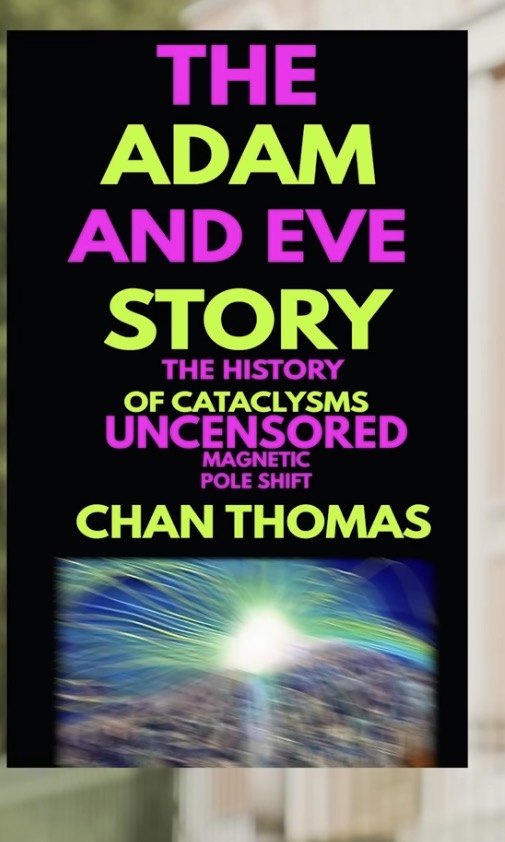 THE
ADAM
AND EVE
STORY
THE HISTORY
OF CATACLYSMS
UNCENSORED
MAGNETIC
POLE SHIFT
CHAN THOMAS